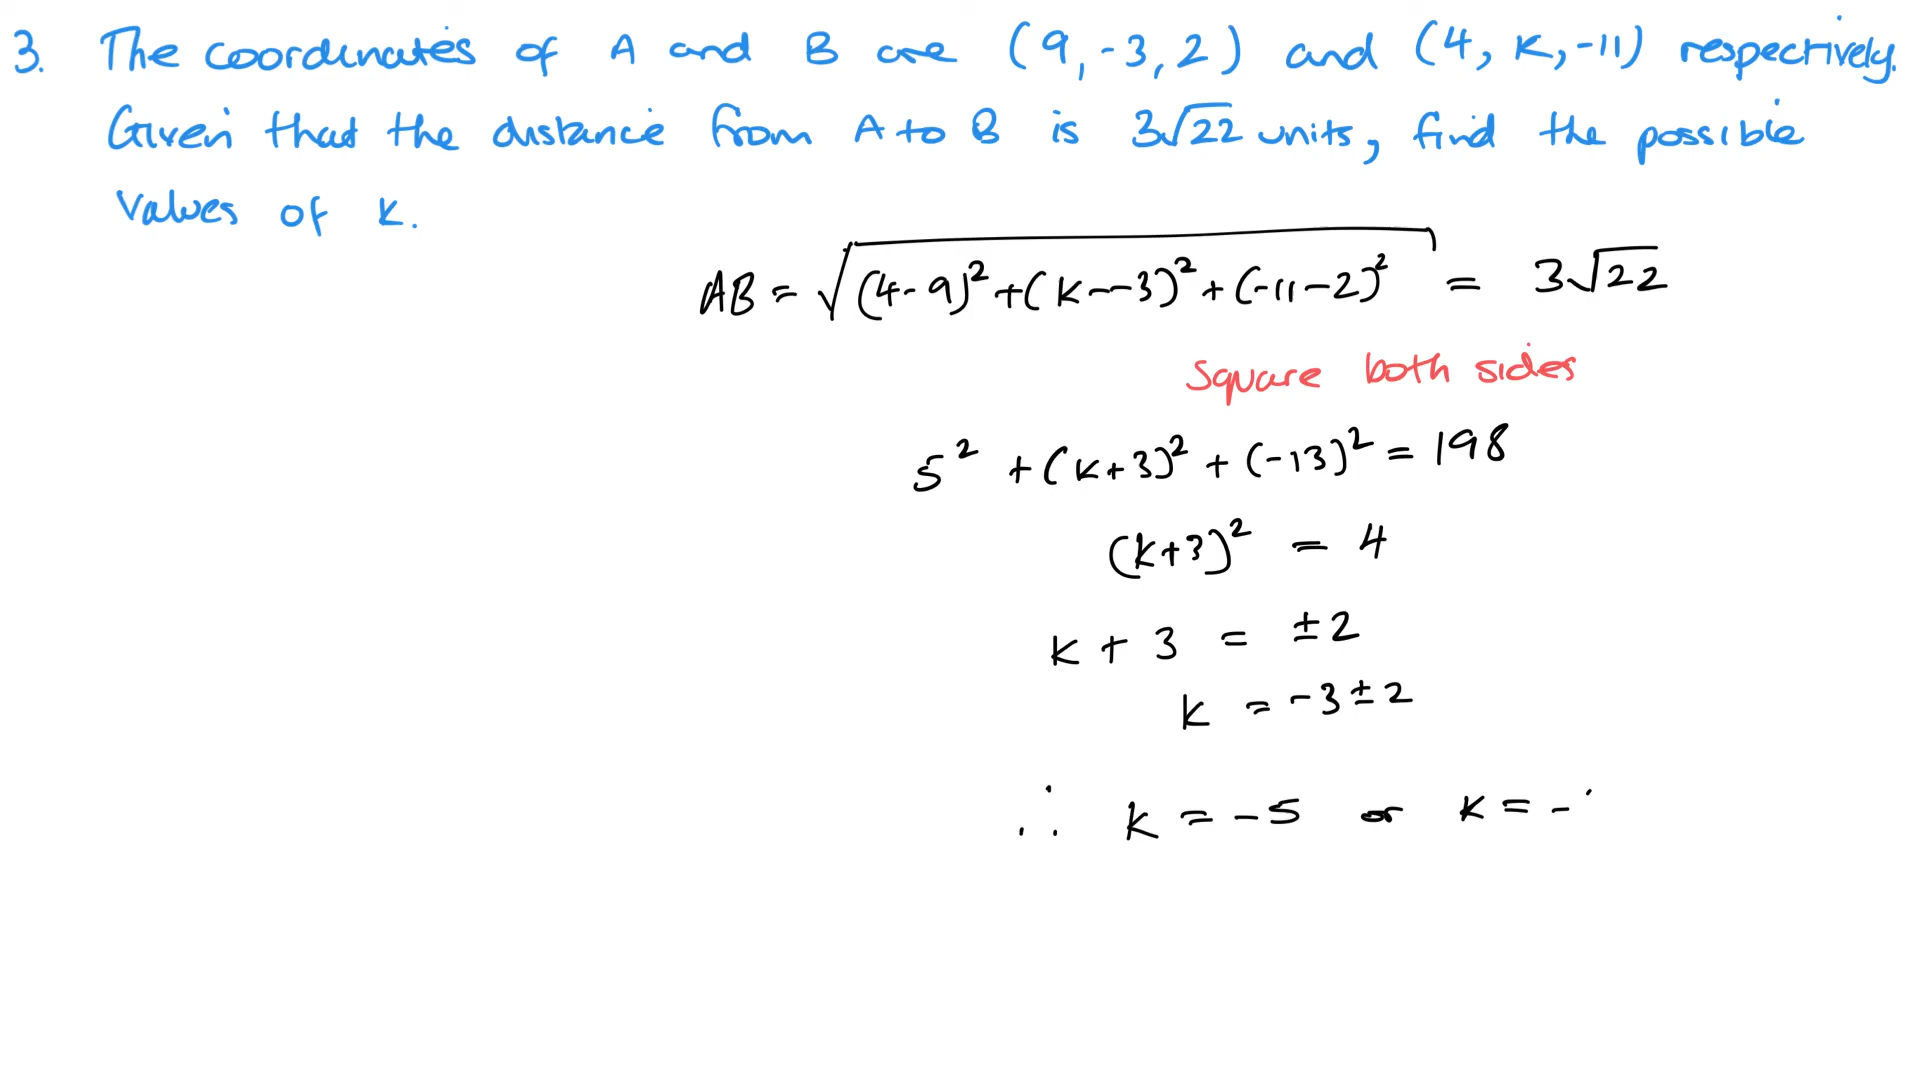 3. The coordinates of A and B are (9,-3,2) and (4, k,-11) respectively.
Given that the distance from A to B is 3√22 units, find the possible
values of k.
AB = √((4-9)²+(k--3)²+(-11-2)²) = 3√22
Square both sides
5² +(k+3)²+(-13)²=198
(k+3)² = 4
k + 3 = ±2
k = -3±2
∴ k = -5 or k = -